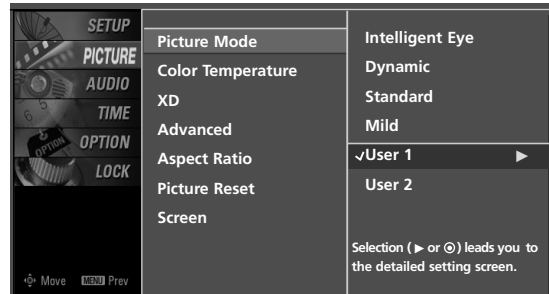 SETUP
PICTURE
AUDIO
TIME
OPTION
LOCK
Move MENU Prev
Picture Mode
Color Temperature
XD
Advanced
Aspect Ratio
Picture Reset
Screen
Intelligent Eye
Dynamic
Standard
Mild
✓User 1 ▶
User 2
Selection ( ▶ or ⊙ ) leads you to
the detailed setting screen.